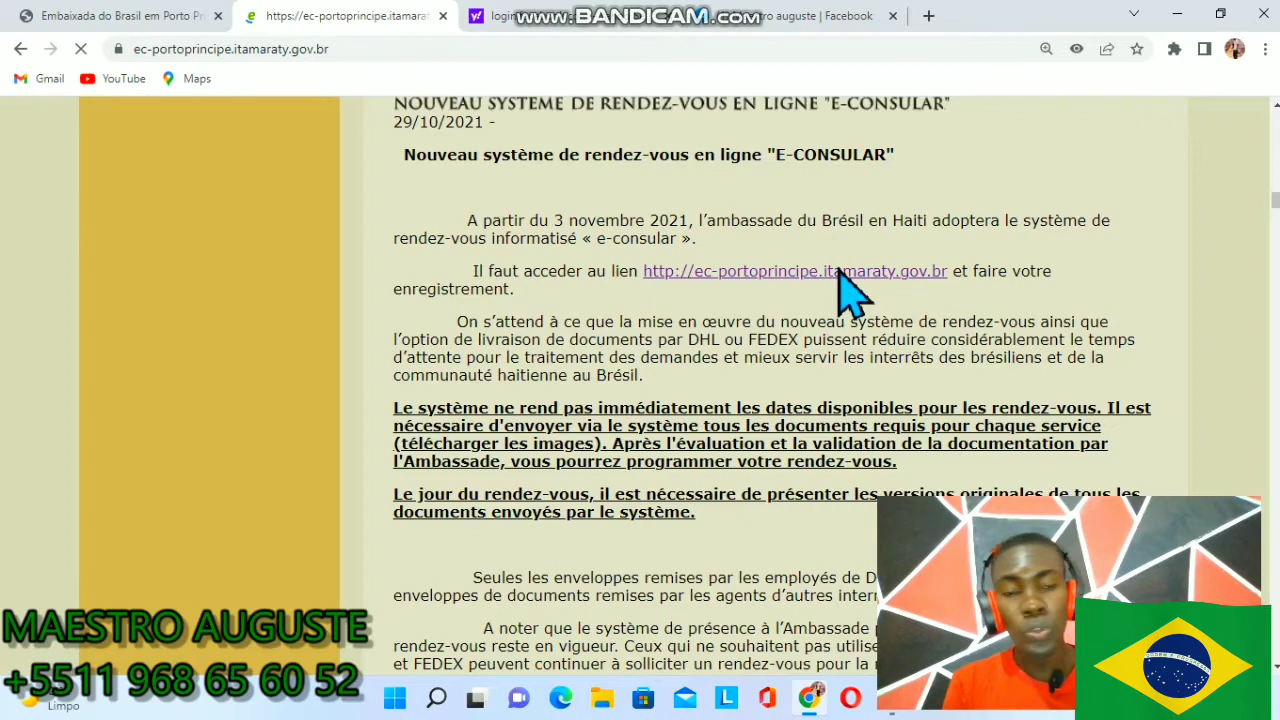 Embaixada do Brasil em Porto Pri
https://ec-portoprincipe.itamarat
login
www.BANDICAM.com
stro auguste | Facebook
ec-portoprincipe.itamaraty.gov.br
Gmail
YouTube
Maps
NOUVEAU SYSTEME DE RENDEZ-VOUS EN LIGNE "E-CONSULAR"
29/10/2021 -
Nouveau système de rendez-vous en ligne "E-CONSULAR"
A partir du 3 novembre 2021, l'ambassade du Brésil en Haiti adoptera le système de
rendez-vous informatisé « e-consular ».
Il faut acceder au lien http://ec-portoprincipe.itamaraty.gov.br et faire votre
enregistrement.
On s'attend à ce que la mise en œuvre du nouveau système de rendez-vous ainsi que
l'option de livraison de documents par DHL ou FEDEX puissent réduire considérablement le temps
d'attente pour le traitement des demandes et mieux servir les interrêts des brésiliens et de la
communauté haitienne au Brésil.
Le système ne rend pas immédiatement les dates disponibles pour les rendez-vous. Il est
nécessaire d'envoyer via le système tous les documents requis pour chaque service
(télécharger les images). Après l'évaluation et la validation de la documentation par
l'Ambassade, vous pourrez programmer votre rendez-vous.
Le jour du rendez-vous, il est nécessaire de présenter les versions originales de tous les
documents envoyés par le système.
Seules les enveloppes remises par les employés de D
enveloppes de documents remises par les agents d'autres inter
A noter que le système de présence à l'Ambassade p
rendez-vous reste en vigueur. Ceux qui ne souhaitent pas utilise
et FEDEX peuvent continuer à solliciter un rendez-vous pour la
MAESTRO AUGUSTE
+5511 968 65 60 52
Limpo